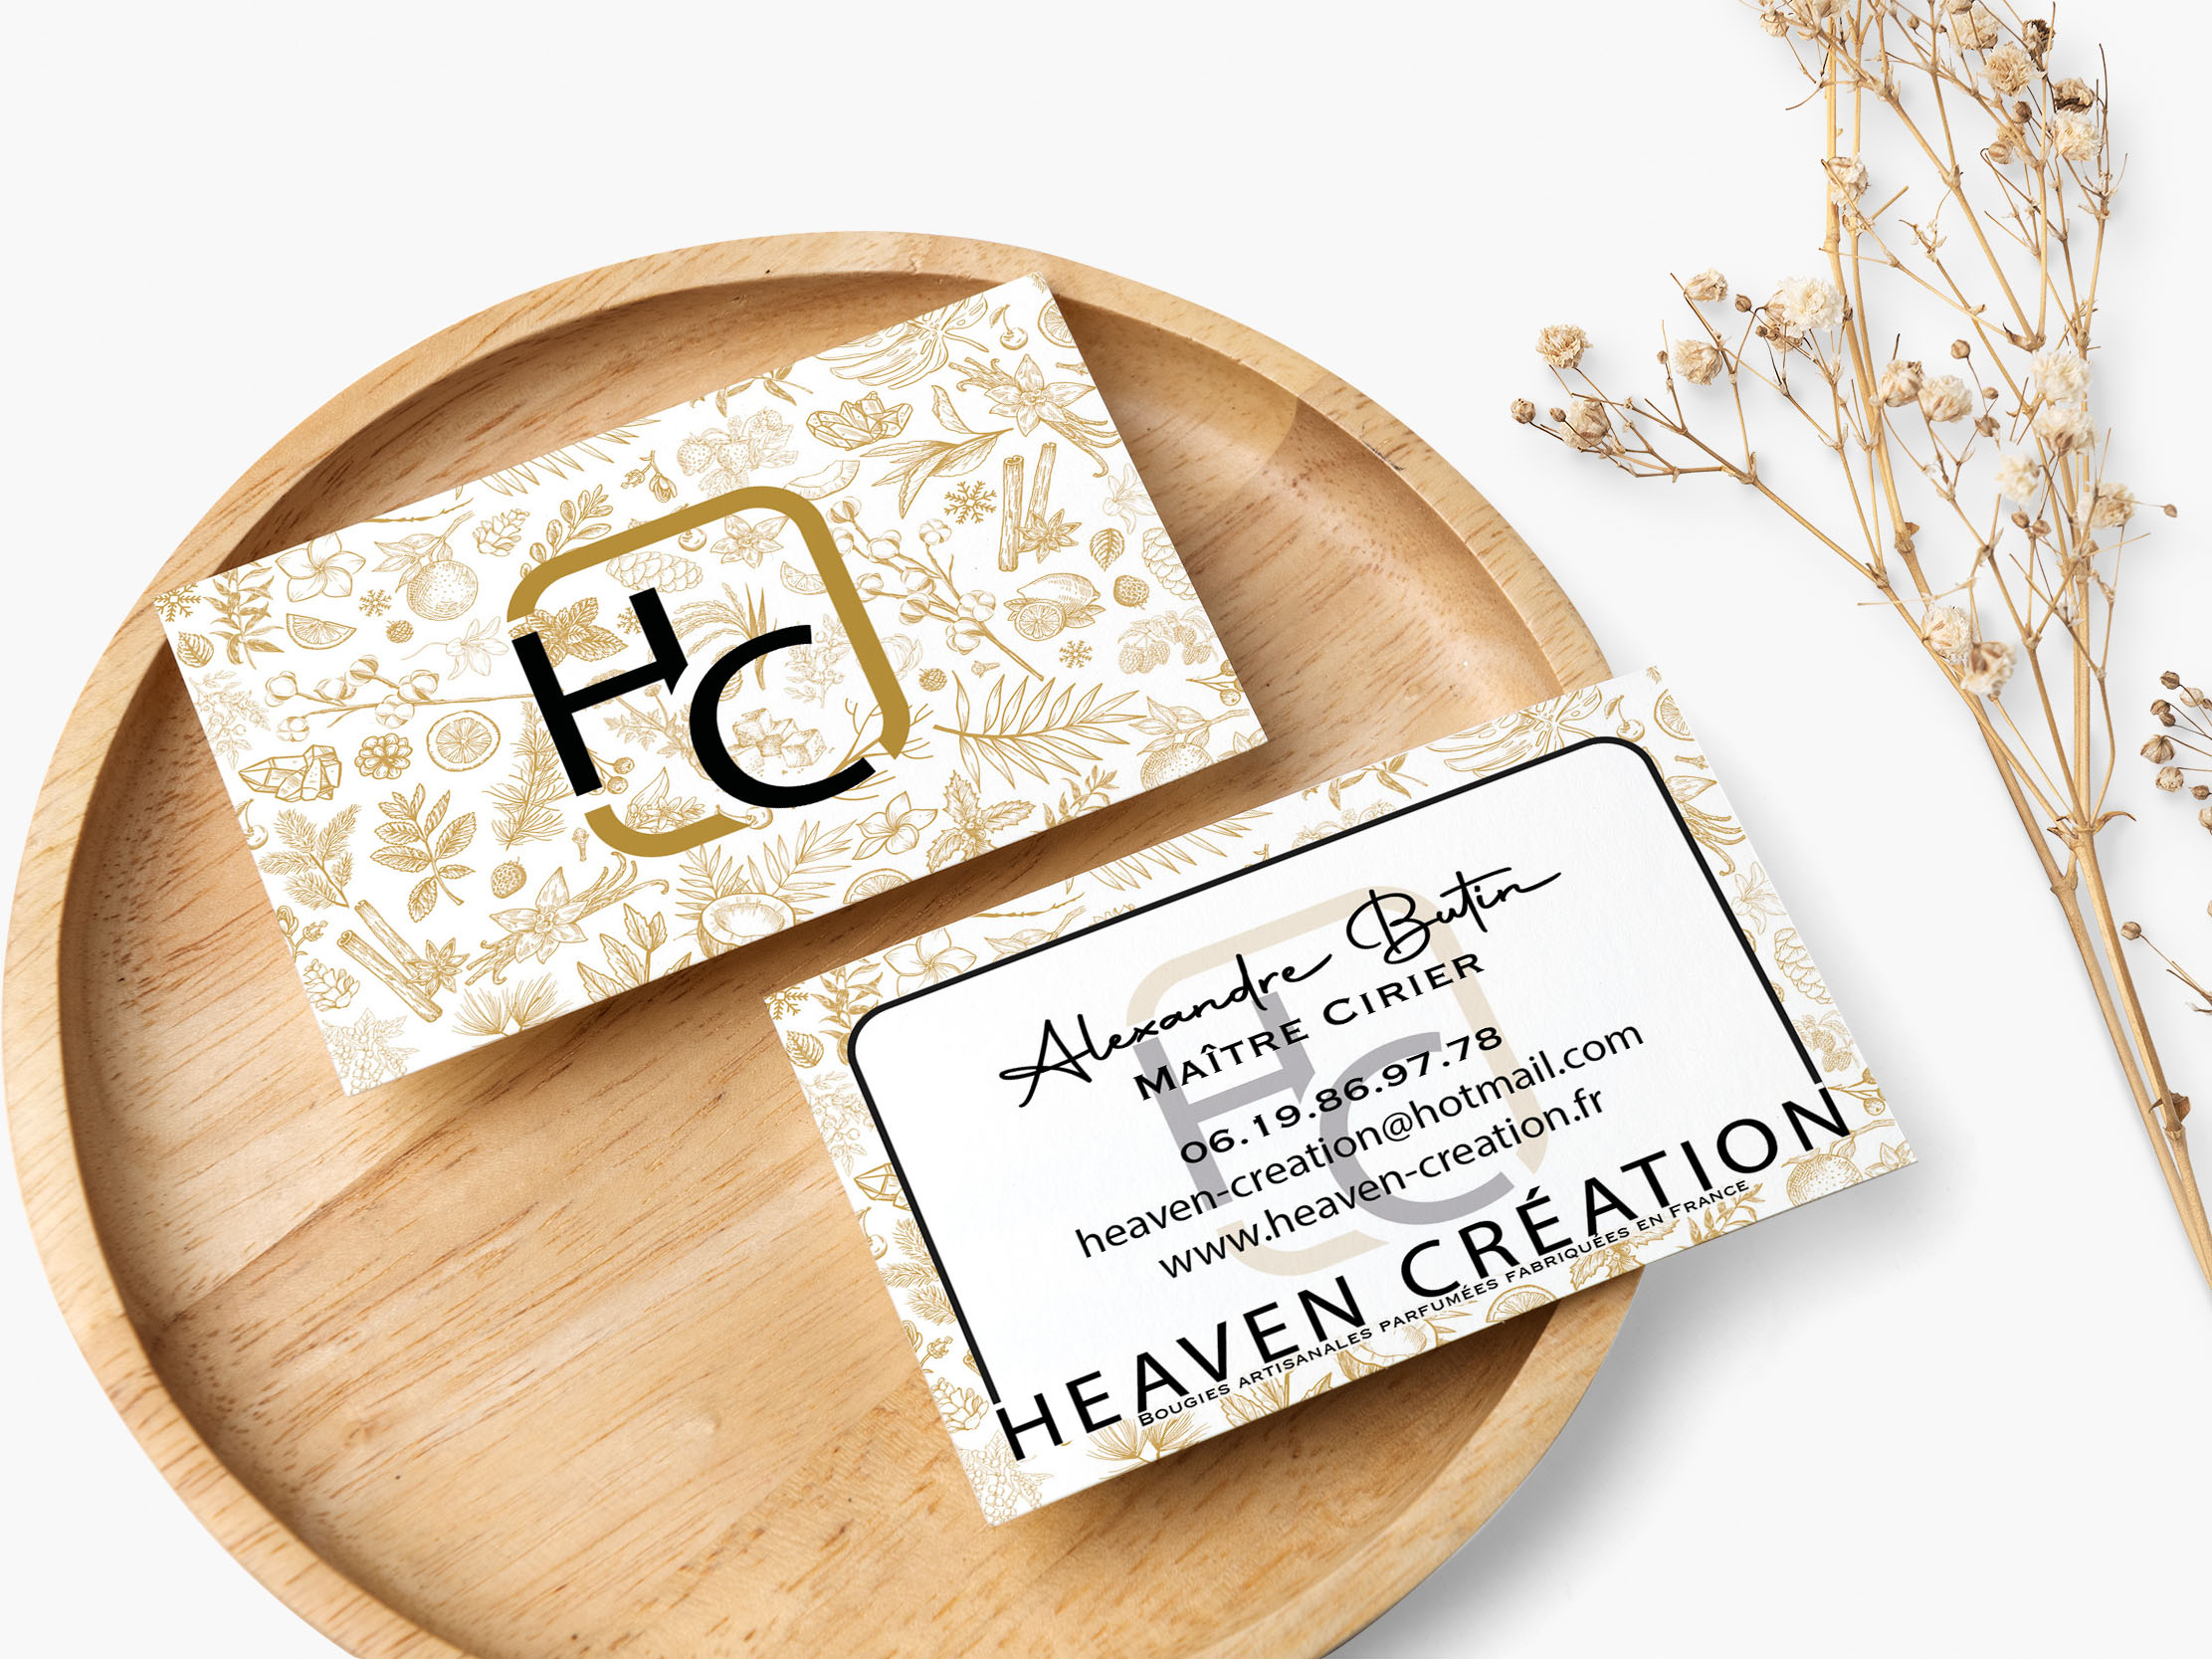 HC
Alexandre Butin
MAÎTRE CIRIER
06.19.86.97.78
heaven-creation@hotmail.com
www.heaven-creation.fr
HEAVEN CRÉATION
BOUGIES ARTISANALES PARFUMÉES FABRIQUÉES EN FRANCE
HC